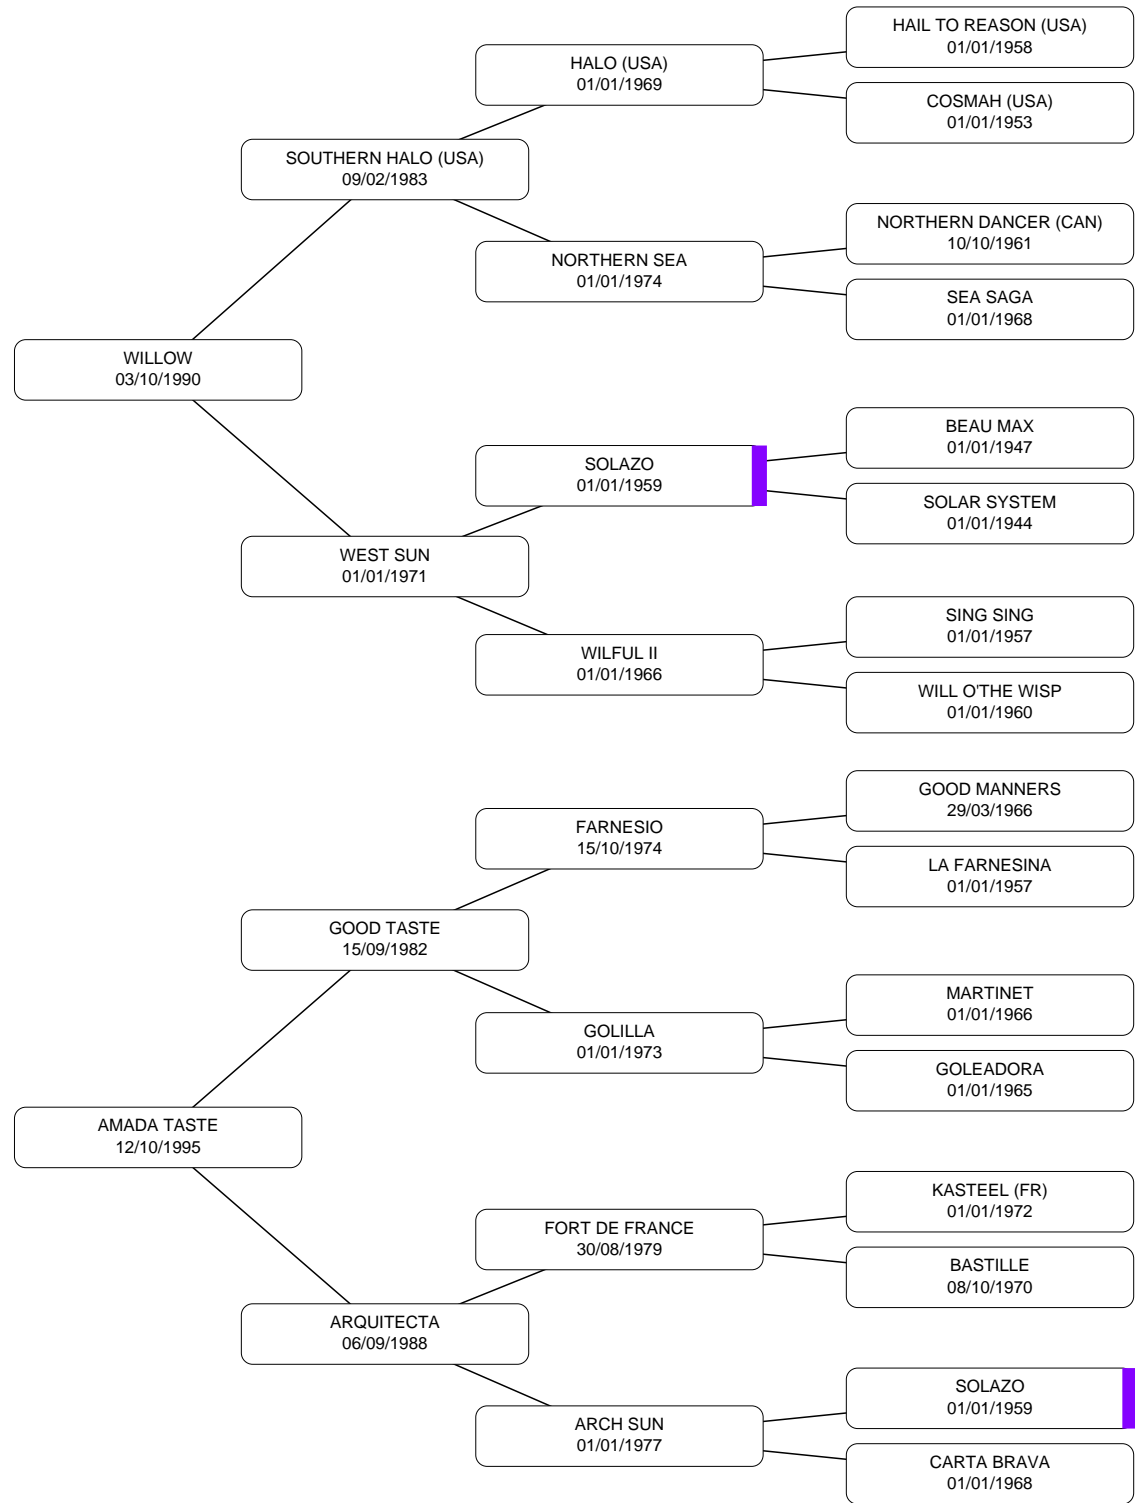 HAIL TO REASON (USA)
01/01/1958
HALO (USA)
01/01/1969
COSMAH (USA)
01/01/1953
SOUTHERN HALO (USA)
09/02/1983
NORTHERN DANCER (CAN)
10/10/1961
NORTHERN SEA
01/01/1974
SEA SAGA
01/01/1968
WILLOW
03/10/1990
BEAU MAX
01/01/1947
SOLAZO
01/01/1959
SOLAR SYSTEM
01/01/1944
WEST SUN
01/01/1971
SING SING
01/01/1957
WILFUL II
01/01/1966
WILL O'THE WISP
01/01/1960
GOOD MANNERS
29/03/1966
FARNESIO
15/10/1974
LA FARNESINA
01/01/1957
GOOD TASTE
15/09/1982
MARTINET
01/01/1966
GOLILLA
01/01/1973
GOLEADORA
01/01/1965
AMADA TASTE
12/10/1995
KASTEEL (FR)
01/01/1972
FORT DE FRANCE
30/08/1979
BASTILLE
08/10/1970
ARQUITECTA
06/09/1988
SOLAZO
01/01/1959
ARCH SUN
01/01/1977
CARTA BRAVA
01/01/1968